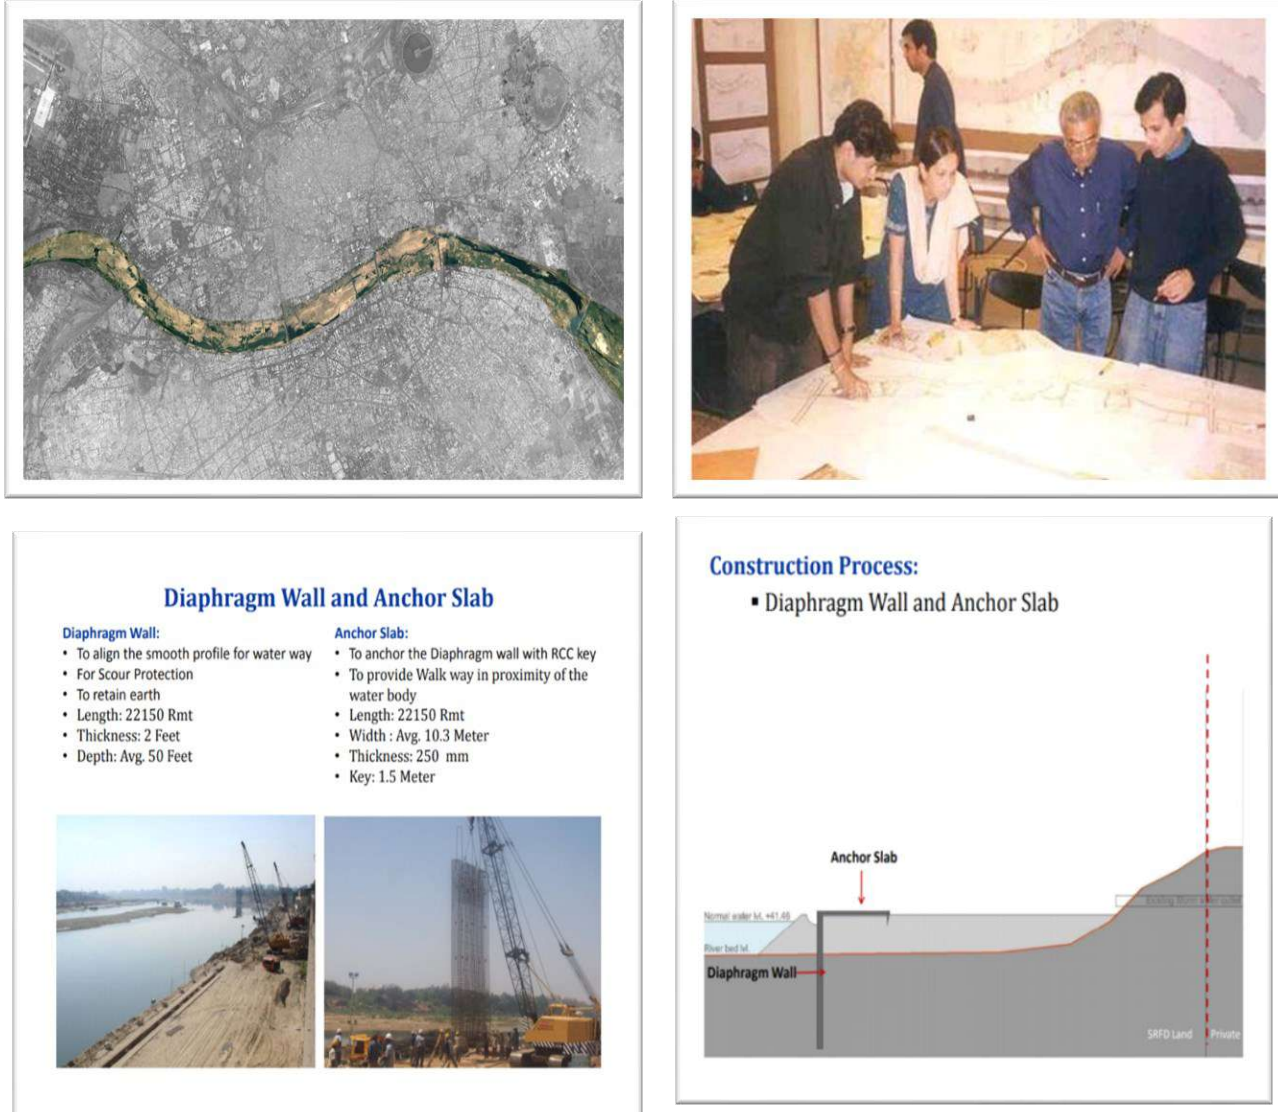 Diaphragm Wall and Anchor Slab
Diaphragm Wall:
• To align the smooth profile for water way
• For Scour Protection
• To retain earth
• Length: 22150 Rmt
• Thickness: 2 Feet
• Depth: Avg. 50 Feet
Anchor Slab:
• To anchor the Diaphragm wall with RCC key
• To provide Walk way in proximity of the
water body
• Length: 22150 Rmt
• Width : Avg. 10.3 Meter
• Thickness: 250 mm
• Key: 1.5 Meter
Construction Process:
▪ Diaphragm Wall and Anchor Slab
Anchor Slab
Normal water lvl. +41.46
River bed lvl.
Diaphragm Wall
SRFD Land
Private